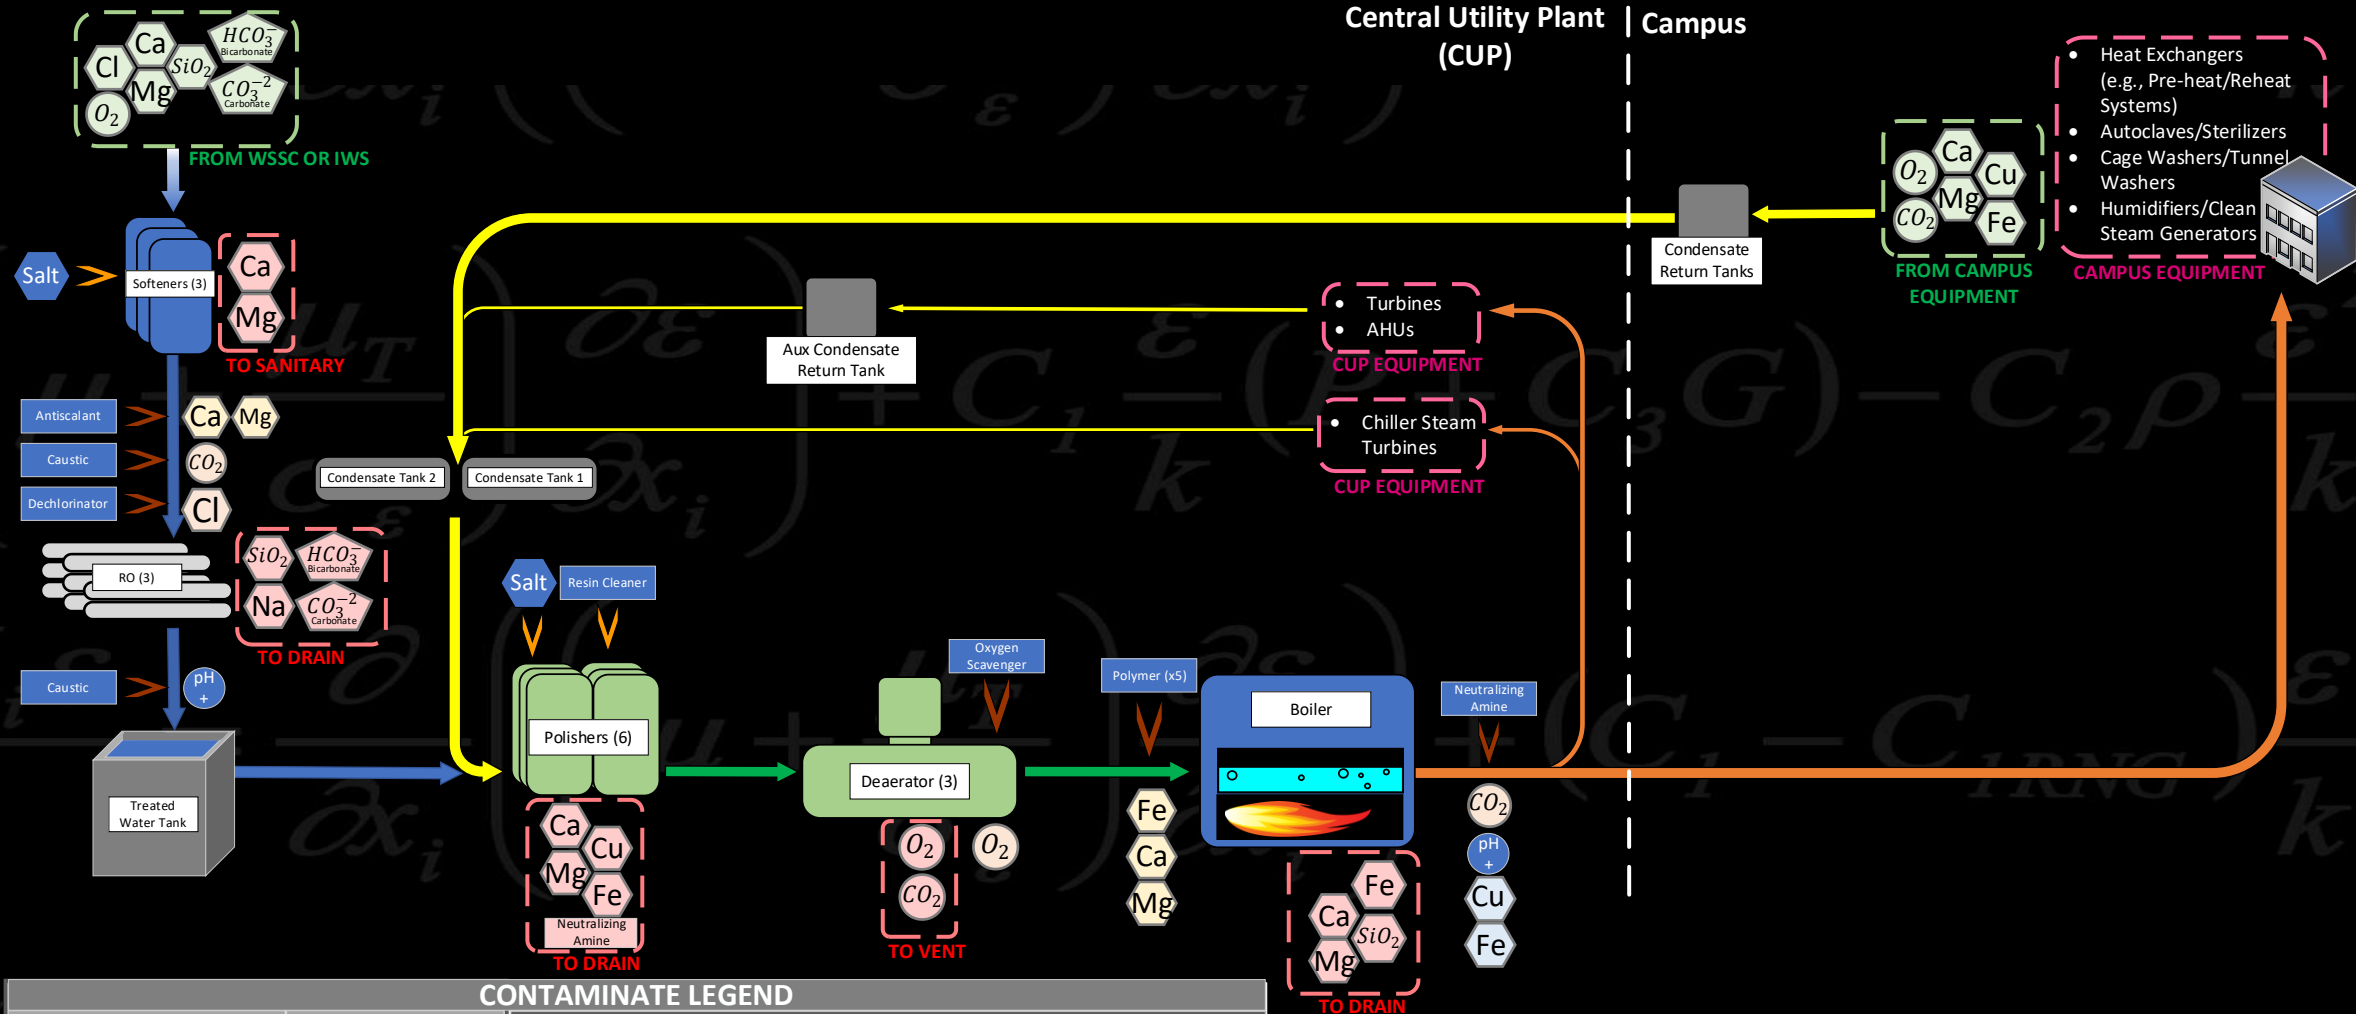 Central Utility Plant
(CUP)
Campus
Ca
HCO₃⁻
Bicarbonate
Cl
SiO₂
Mg
CO₃⁻²
Carbonate
O₂
FROM WSSC OR IWS
• Heat Exchangers
(e.g., Pre-heat/Reheat
Systems)
• Autoclaves/Sterilizers
• Cage Washers/Tunnel
Washers
• Humidifiers/Clean
Steam Generators
CAMPUS EQUIPMENT
O₂
Ca
Cu
Mg
CO₂
Fe
FROM CAMPUS
EQUIPMENT
Condensate
Return Tanks
Salt
Softeners (3)
Ca
Mg
TO SANITARY
• Turbines
• AHUs
CUP EQUIPMENT
Aux Condensate
Return Tank
• Chiller Steam
Turbines
CUP EQUIPMENT
Antiscalant
Ca
Mg
Caustic
CO₂
Dechlorinator
Cl
Condensate Tank 2
Condensate Tank 1
RO (3)
SiO₂
HCO₃⁻
Bicarbonate
Na
CO₃⁻²
Carbonate
TO DRAIN
Caustic
pH
+
Treated
Water Tank
Salt
Resin Cleaner
Polishers (6)
Ca
Cu
Mg
Fe
Neutralizing
Amine
TO DRAIN
Oxygen
Scavenger
Deaerator (3)
O₂
CO₂
O₂
TO VENT
Polymer (x5)
Fe
Ca
Mg
Boiler
Fe
Ca
SiO₂
Mg
TO DRAIN
Neutralizing
Amine
CO₂
pH
+
Cu
Fe
CONTAMINATE LEGEND